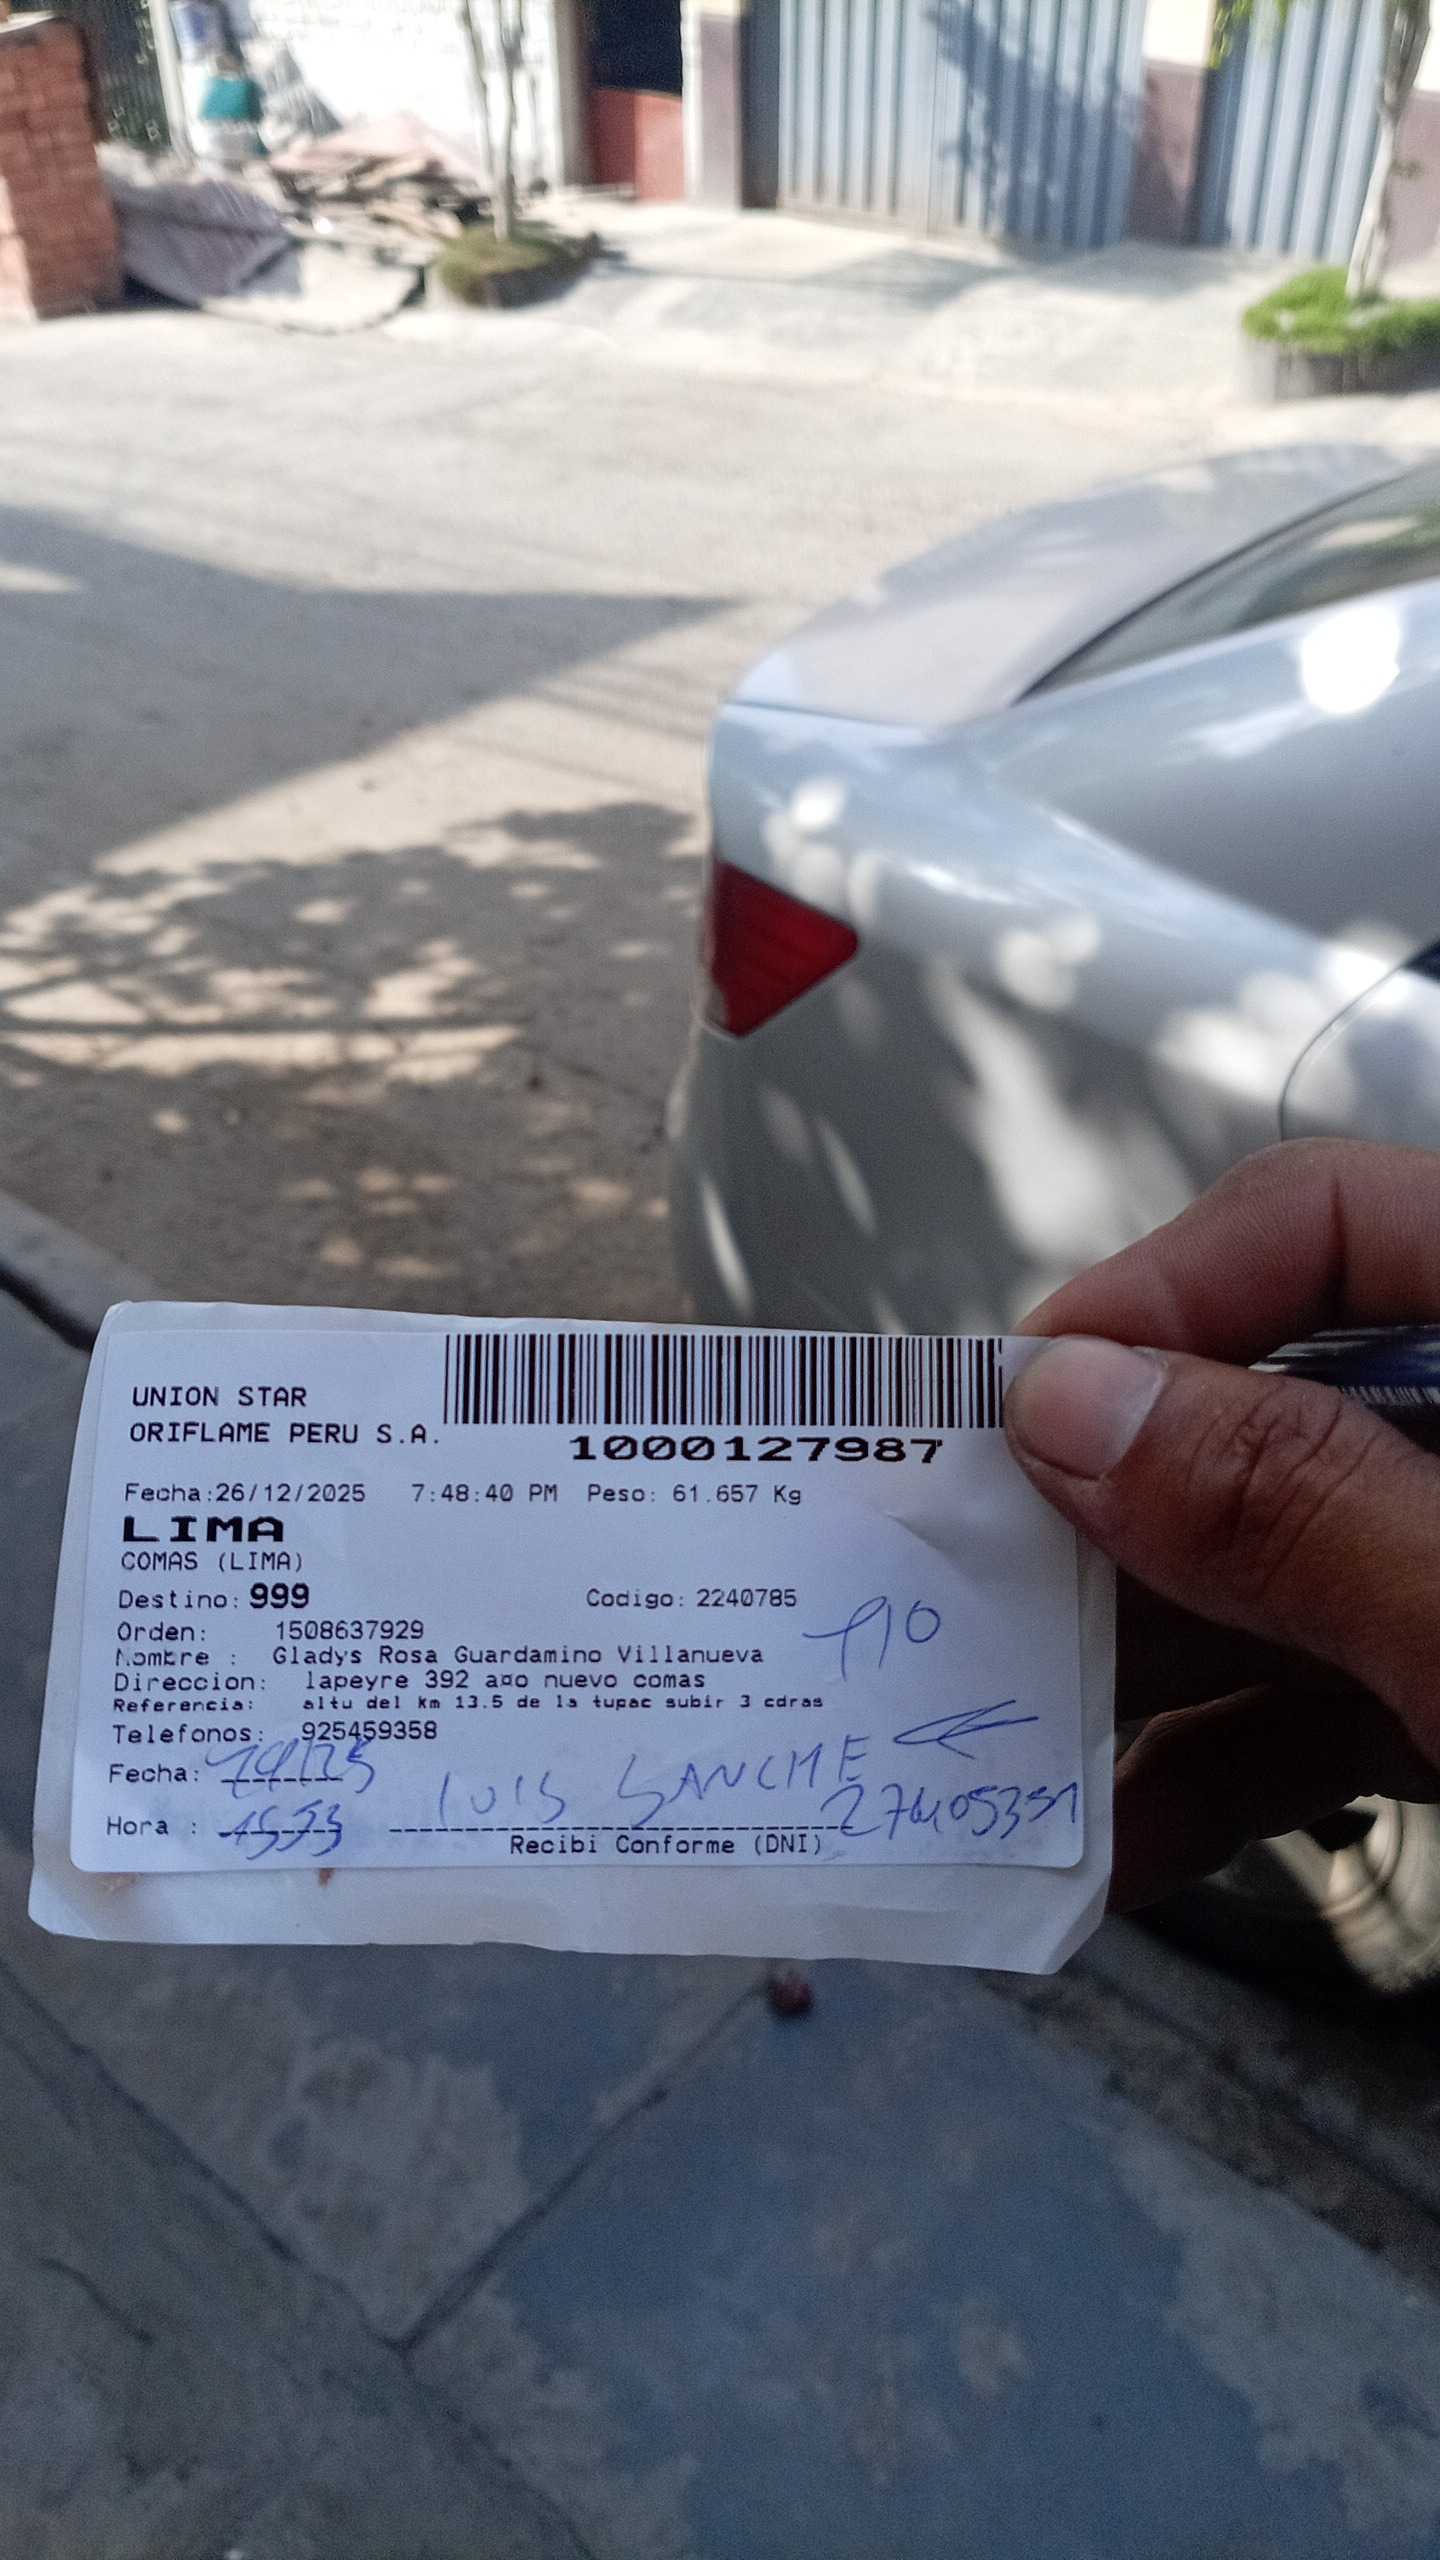 UNION STAR
ORIFLAME PERU S.A.
1000127987
Fecha:26/12/2025 7:48:40 PM Peso: 61.657 Kg
LIMA
COMAS (LIMA)
Destino: 999 Codigo: 2240785
Orden: 1508637929
Nombre : Gladys Rosa Guardamino Villanueva
Direccion: lapeyre 392 a¤o nuevo comas
Referencia: altu del km 13.5 de la tupac subir 3 cdras
Telefonos: 925459358
Fecha:
LUIS SANCHE
Hora :
Recibi Conforme (DNI)